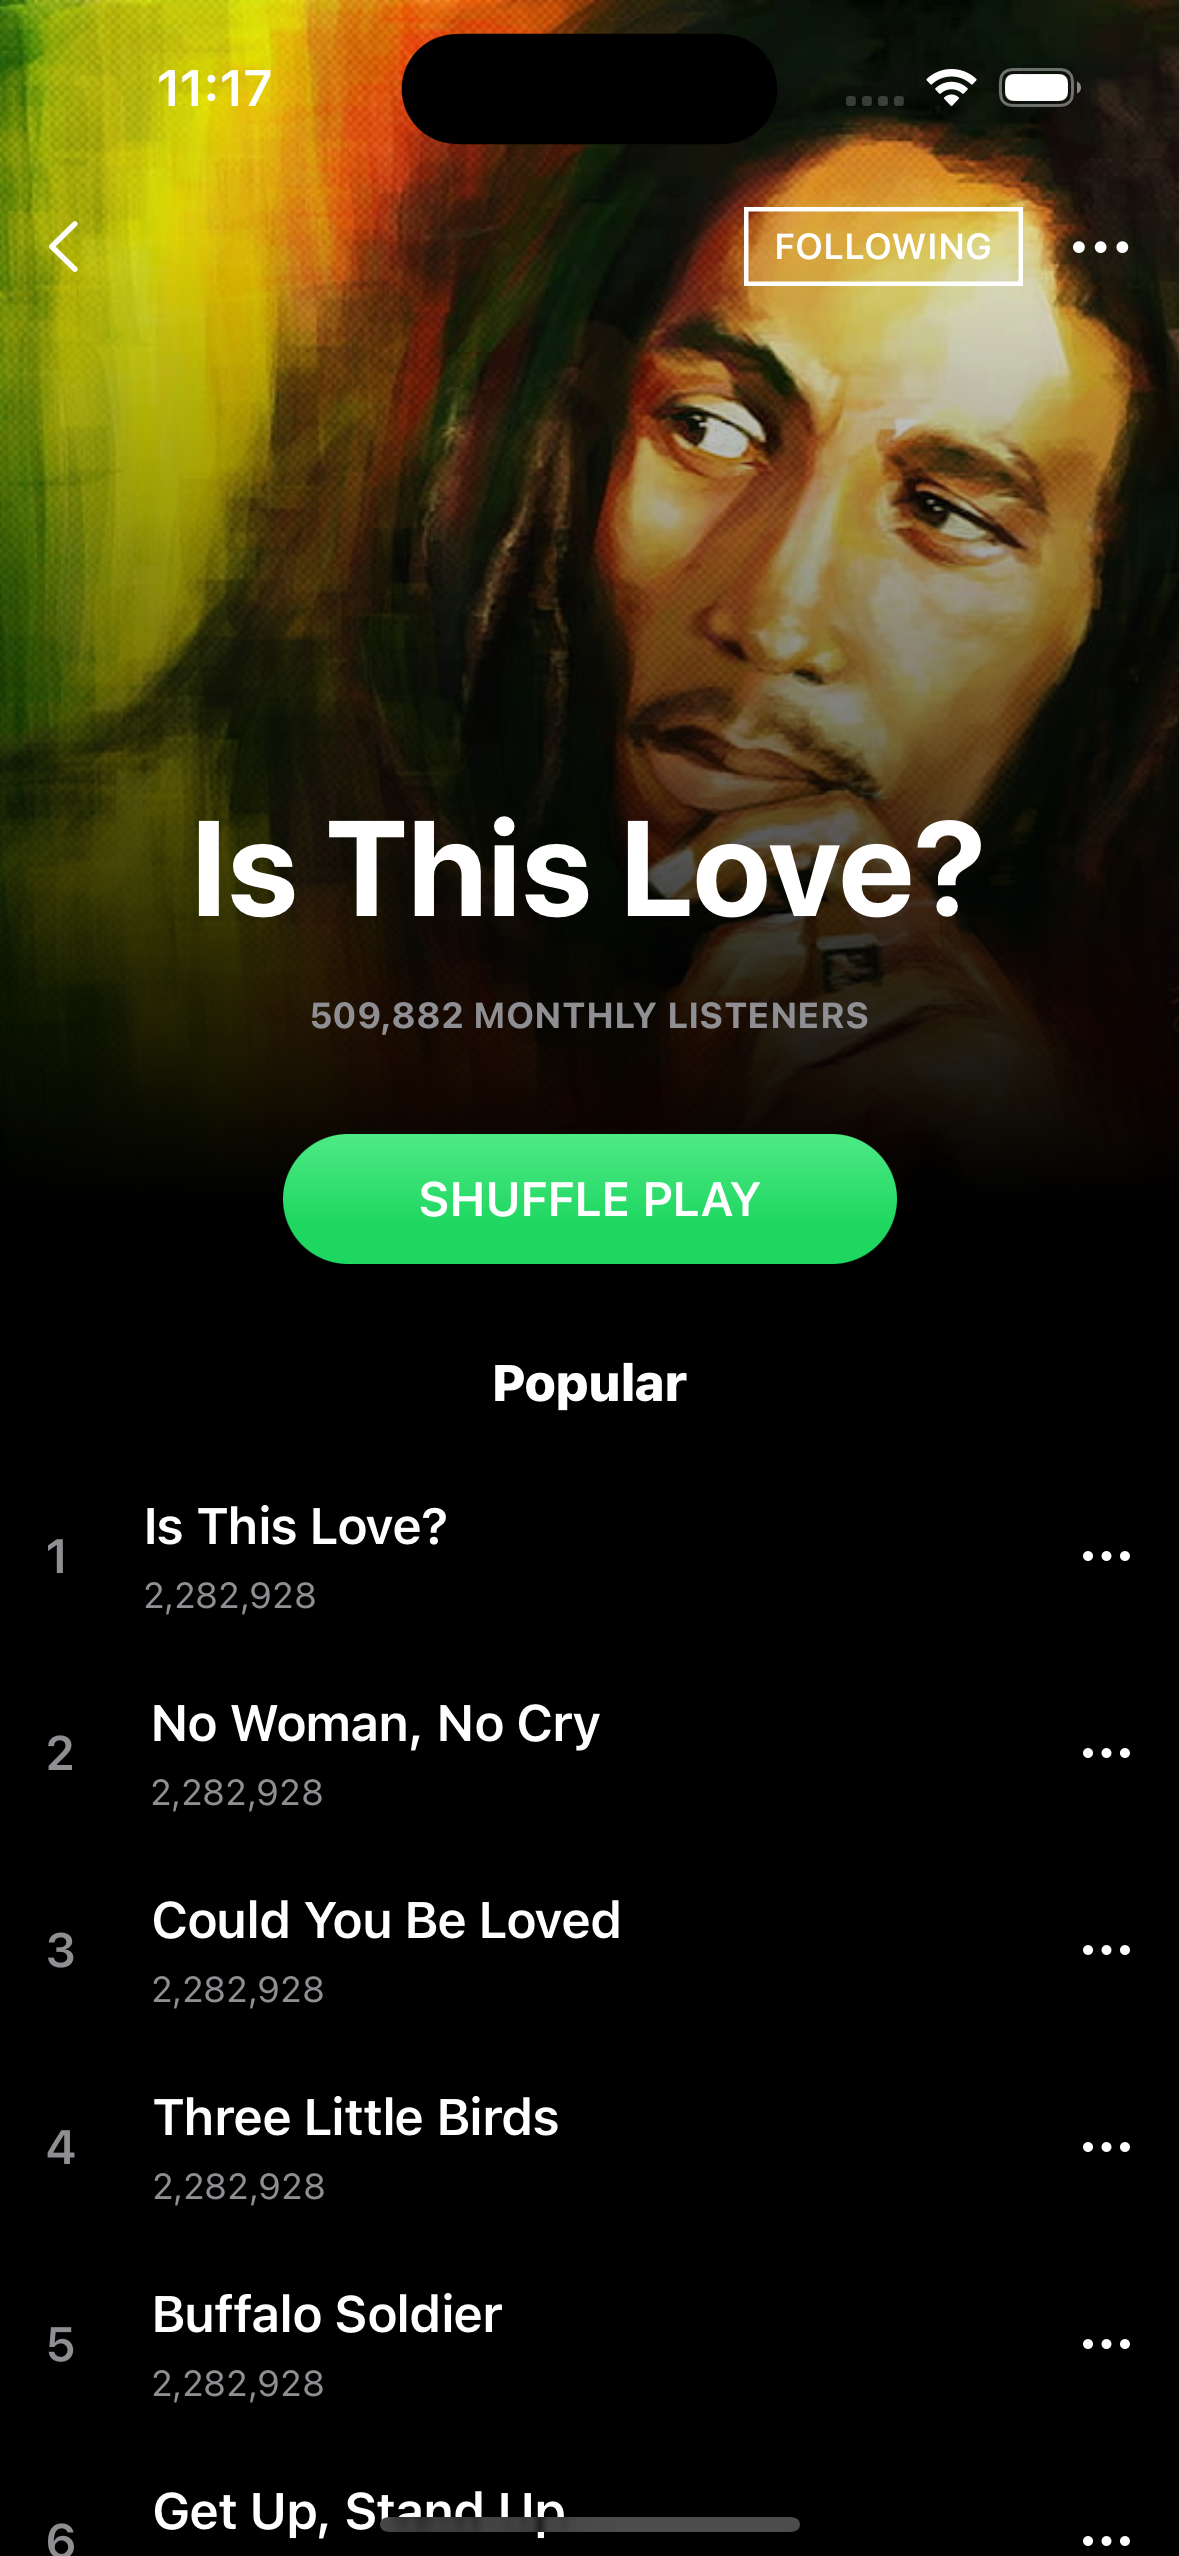 11:17
FOLLOWING
Is This Love?
509,882 MONTHLY LISTENERS
SHUFFLE PLAY
Popular
1
Is This Love?
2,282,928
2
No Woman, No Cry
2,282,928
3
Could You Be Loved
2,282,928
4
Three Little Birds
2,282,928
5
Buffalo Soldier
2,282,928
6
Get Up, Stand Up